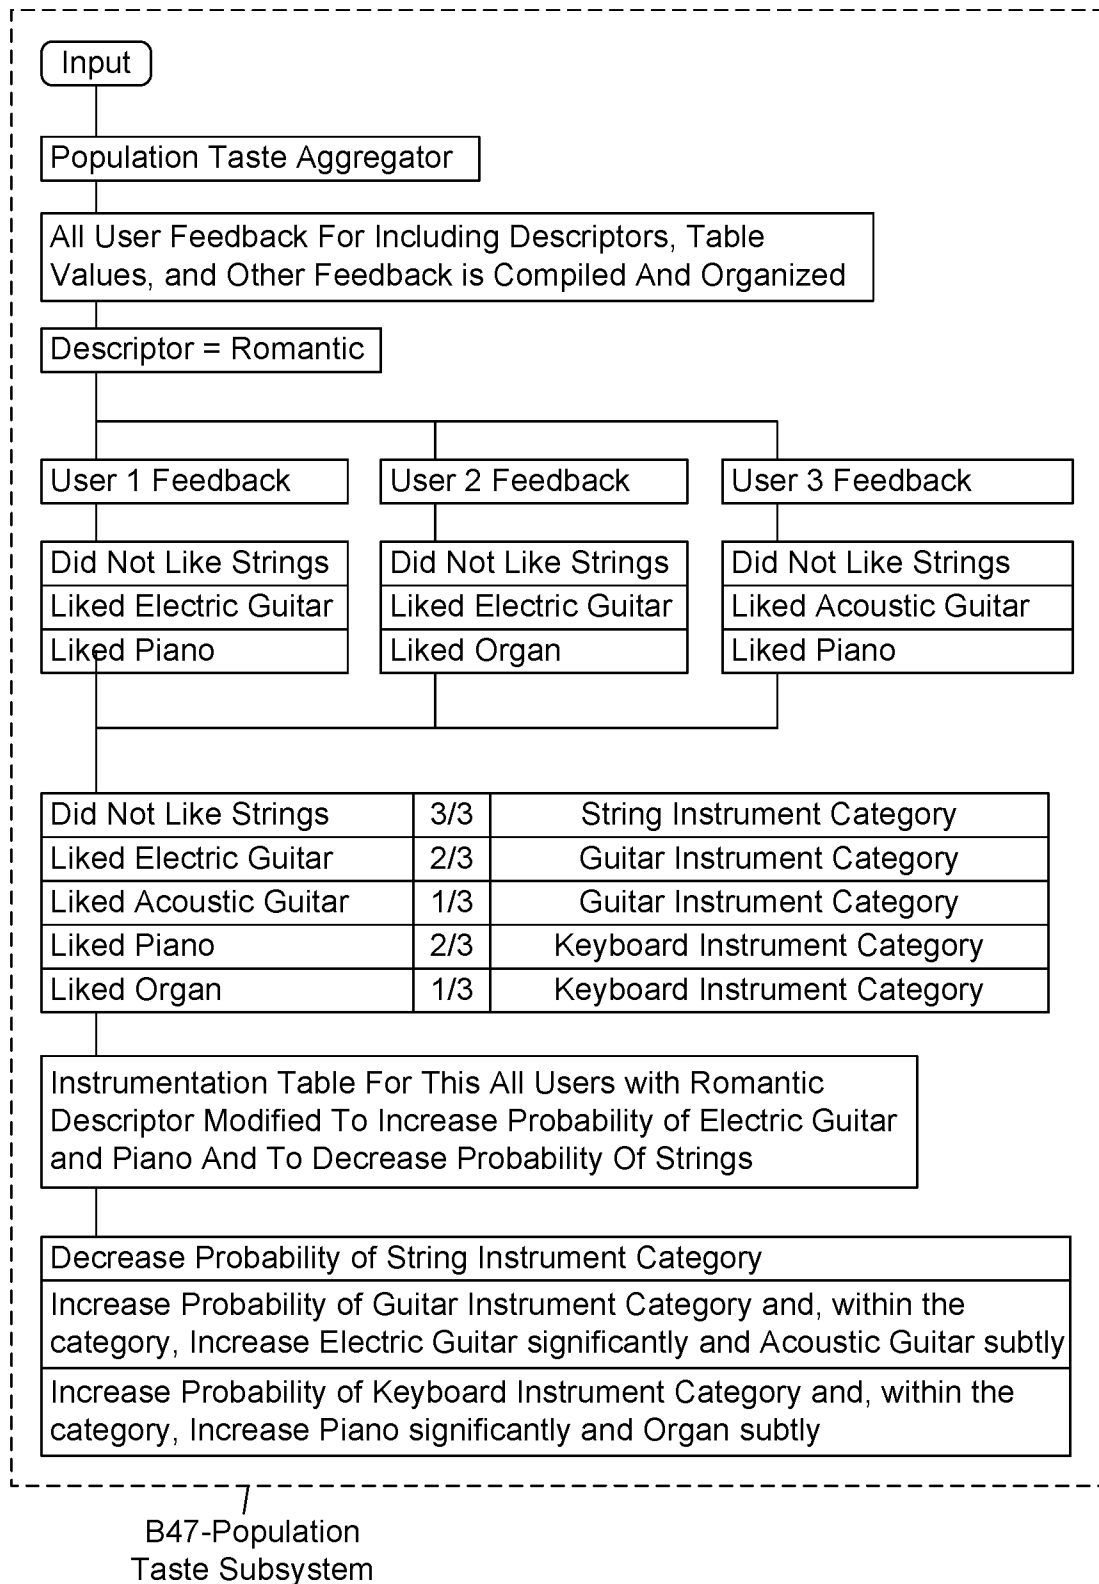 Input
Population Taste Aggregator
All User Feedback For Including Descriptors, Table
Values, and Other Feedback is Compiled And Organized
Descriptor = Romantic
User 1 Feedback
User 2 Feedback
User 3 Feedback
Did Not Like Strings
Liked Electric Guitar
Liked Piano
Did Not Like Strings
Liked Electric Guitar
Liked Organ
Did Not Like Strings
Liked Acoustic Guitar
Liked Piano
Did Not Like Strings 3/3 String Instrument Category
Liked Electric Guitar 2/3 Guitar Instrument Category
Liked Acoustic Guitar 1/3 Guitar Instrument Category
Liked Piano 2/3 Keyboard Instrument Category
Liked Organ 1/3 Keyboard Instrument Category
Instrumentation Table For This All Users with Romantic
Descriptor Modified To Increase Probability of Electric Guitar
and Piano And To Decrease Probability Of Strings
Decrease Probability of String Instrument Category
Increase Probability of Guitar Instrument Category and, within the
category, Increase Electric Guitar significantly and Acoustic Guitar subtly
Increase Probability of Keyboard Instrument Category and, within the
category, Increase Piano significantly and Organ subtly
B47-Population
Taste Subsystem